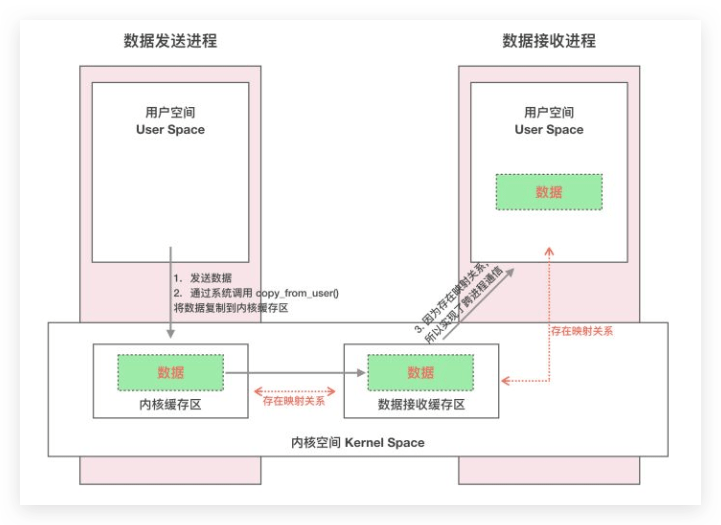 数据发送进程
数据接收进程
用户空间
User Space
用户空间
User Space
数据
1. 发送数据
2. 通过系统调用 copy_from_user()
将数据复制到内核缓存区
3. 因为存在映射关系,
所以实现了跨进程通信
存在映射关系
数据
内核缓存区
存在映射关系
数据
数据接收缓存区
内核空间 Kernel Space